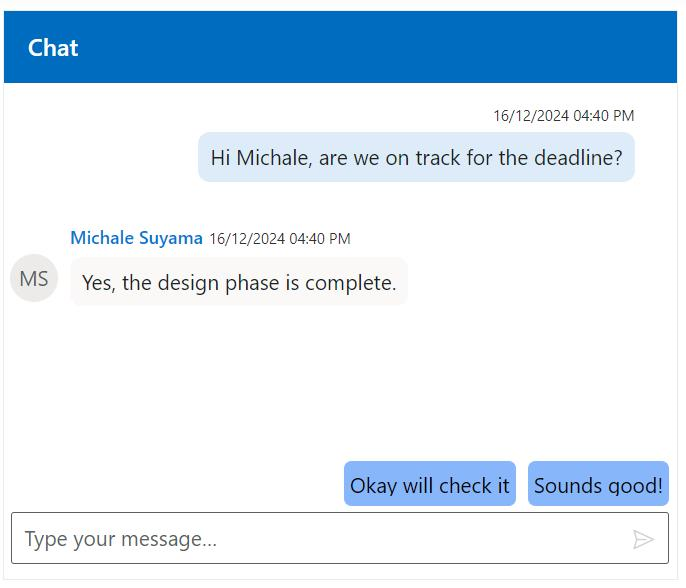 Chat
16/12/2024 04:40 PM
Hi Michale, are we on track for the deadline?
Michale Suyama 16/12/2024 04:40 PM
MS
Yes, the design phase is complete.
Okay will check it
Sounds good!
Type your message...